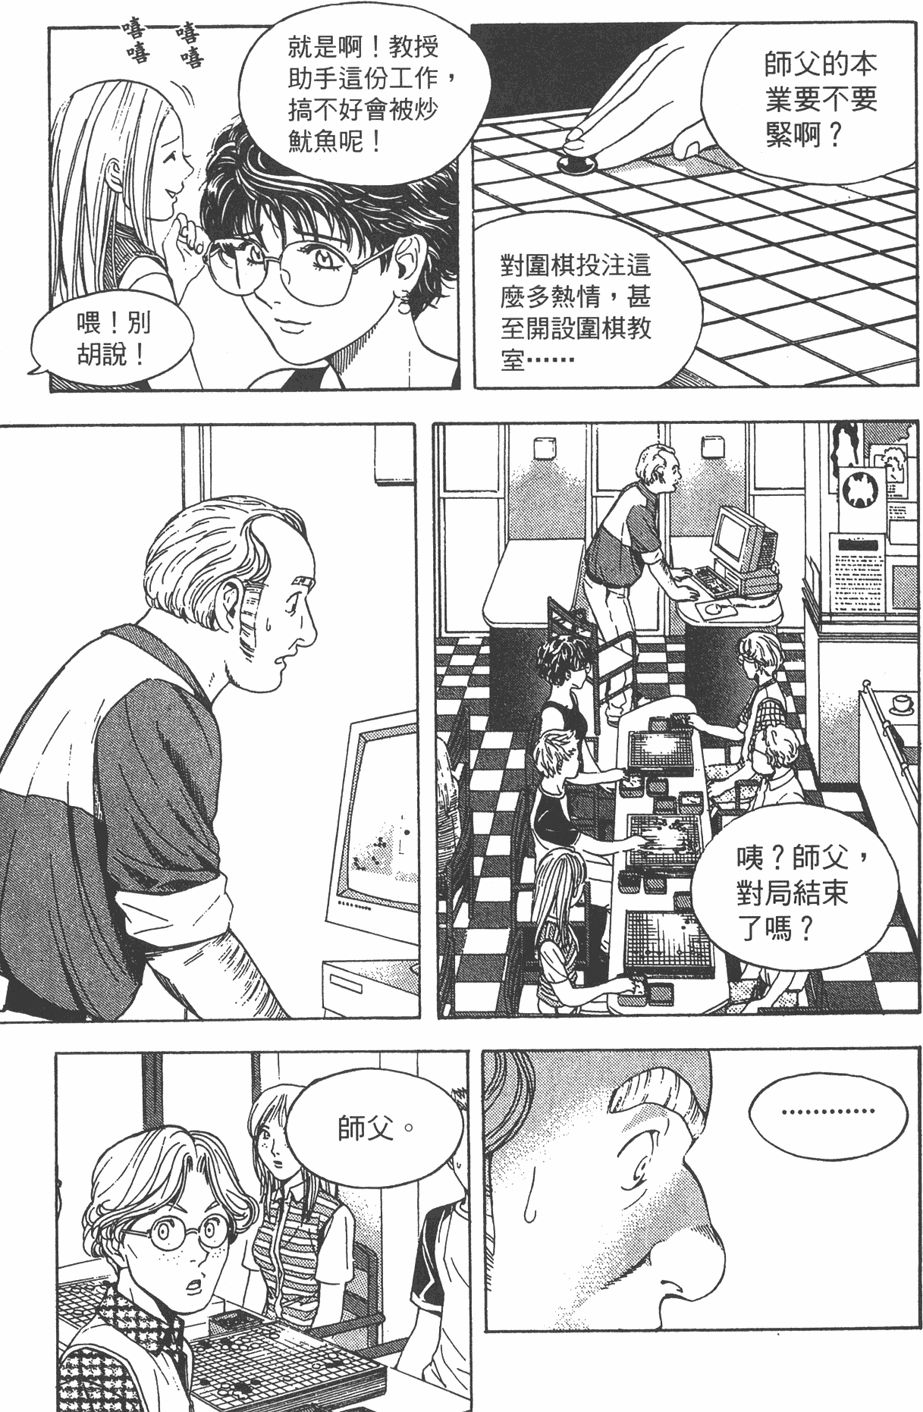 師父的本
業要不要
緊啊？
對圍棋投注這
麼多熱情，甚
至開設圍棋教
室……
就是啊！教授
助手這份工作，
搞不好會被炒
魷魚呢！
嘻嘻
嘻嘻
喂！別
胡說！
咦？師父，
對局結束
了嗎？
…………
師父。